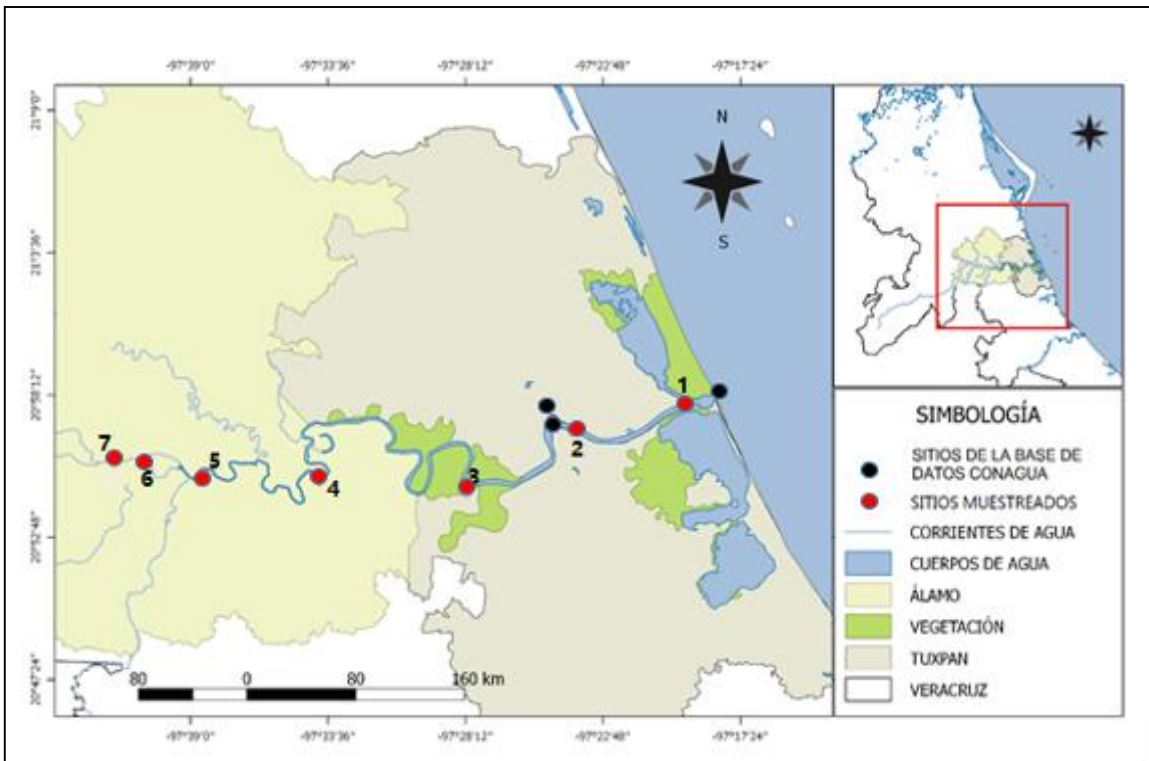 -97°39'0" -97°33'36" -97°28'12" -97°22'48" -97°17'24"
21°9'0"
21°3'36"
20°58'12"
20°52'48"
20°47'24"
N
S
1
2
3
4
5
6
7
80 0 80 160 km
-97°39'0" -97°33'36" -97°28'12" -97°22'48" -97°17'24"
SIMBOLOGÍA
SITIOS DE LA BASE DE
DATOS CONAGUA
SITIOS MUESTREADOS
CORRIENTES DE AGUA
CUERPOS DE AGUA
ÁLAMO
VEGETACIÓN
TUXPAN
VERACRUZ